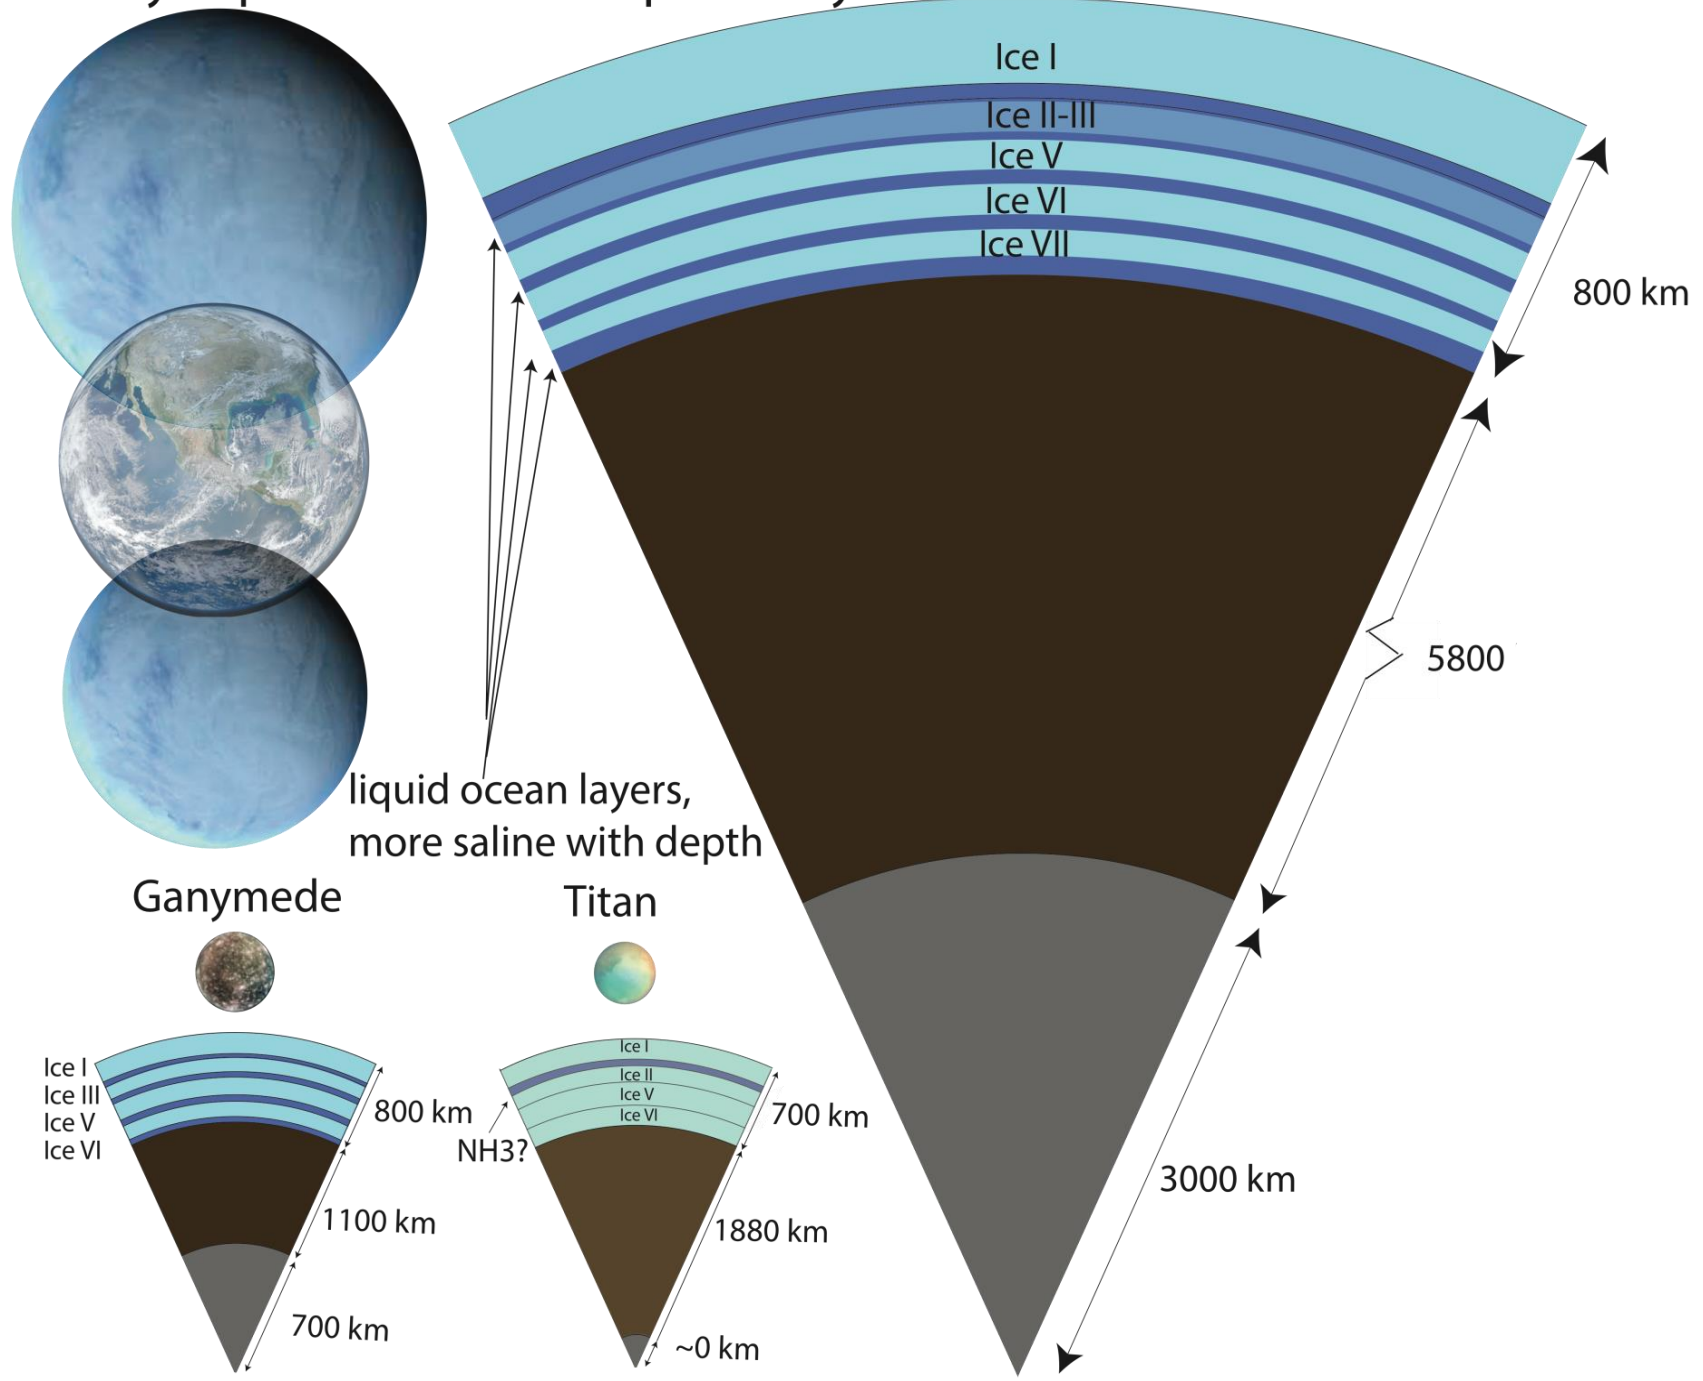 Ice I
Ice II-III
Ice V
Ice VI
Ice VII
800 km
5800
3000 km
liquid ocean layers,
more saline with depth
Ganymede
Ice I
Ice III
Ice V
Ice VI
800 km
1100 km
700 km
Titan
Ice I
Ice II
Ice V
Ice VI
NH3?
700 km
1880 km
~0 km